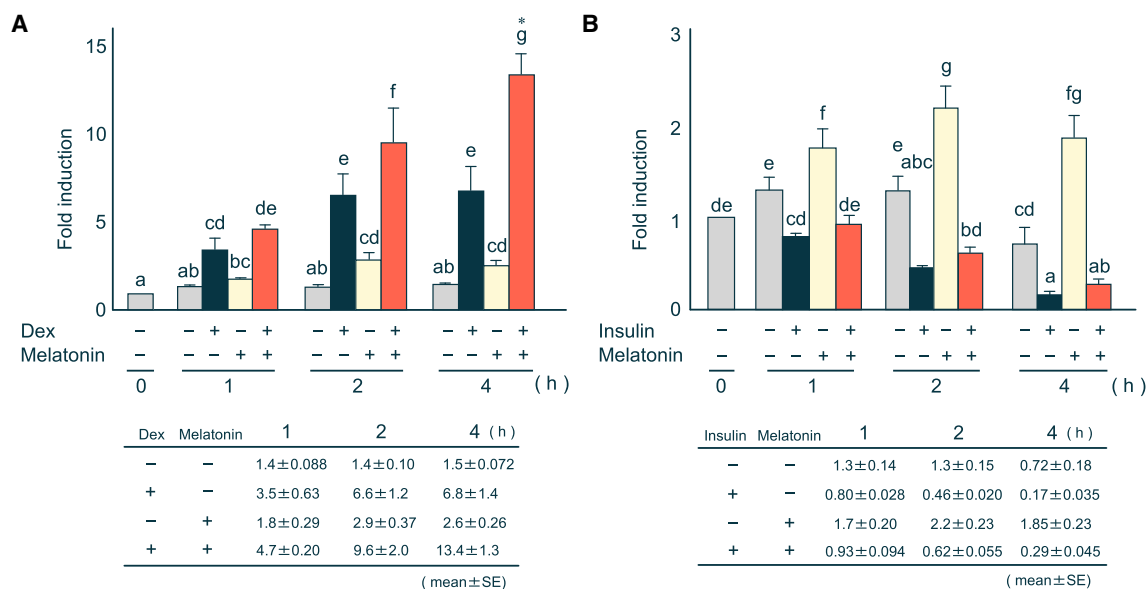 A
Fold induction
15
10
5
0
a
ab cd bc de
ab e cd f
ab e cd g *
Dex − − + − + − + − + − + − +
Melatonin − − − + + − − + + − − + +
0 1 2 4 ( h )
Dex Melatonin 1 2 4 ( h )
− − 1.4±0.088 1.4±0.10 1.5±0.072
+ − 3.5±0.63 6.6±1.2 6.8±1.4
− + 1.8±0.29 2.9±0.37 2.6±0.26
+ + 4.7±0.20 9.6±2.0 13.4±1.3
( mean±SE)
B
Fold induction
3
2
1
0
de
e cd f de
e abc g bd
cd a fg ab
Insulin − − + − + − + − + − + − +
Melatonin − − − + + − − + + − − + +
0 1 2 4 ( h )
Insulin Melatonin 1 2 4 ( h )
− − 1.3±0.14 1.3±0.15 0.72±0.18
+ − 0.80±0.028 0.46±0.020 0.17±0.035
− + 1.7±0.20 2.2±0.23 1.85±0.23
+ + 0.93±0.094 0.62±0.055 0.29±0.045
( mean±SE)